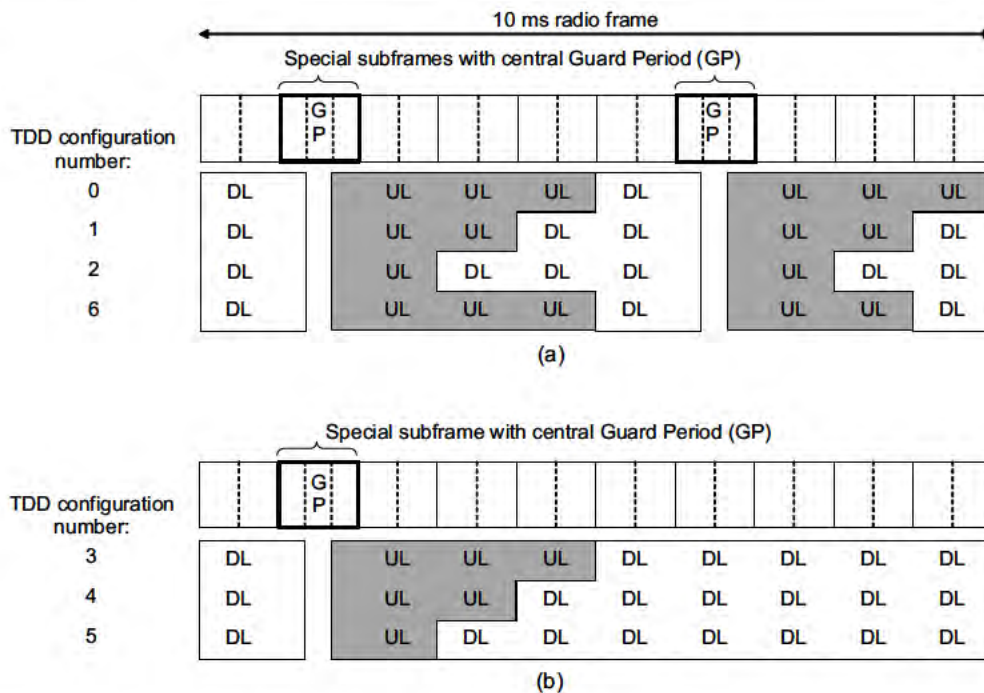 10 ms radio frame
Special subframes with central Guard Period (GP)
G G
P P
TDD configuration
number:
0 DL UL UL UL DL UL UL UL
1 DL UL UL DL DL UL UL DL
2 DL UL DL DL DL UL DL DL
6 DL UL UL UL DL UL UL DL
(a)
Special subframe with central Guard Period (GP)
G
P
TDD configuration
number:
3 DL UL UL UL DL DL DL DL DL
4 DL UL UL DL DL DL DL DL DL
5 DL UL DL DL DL DL DL DL DL
(b)